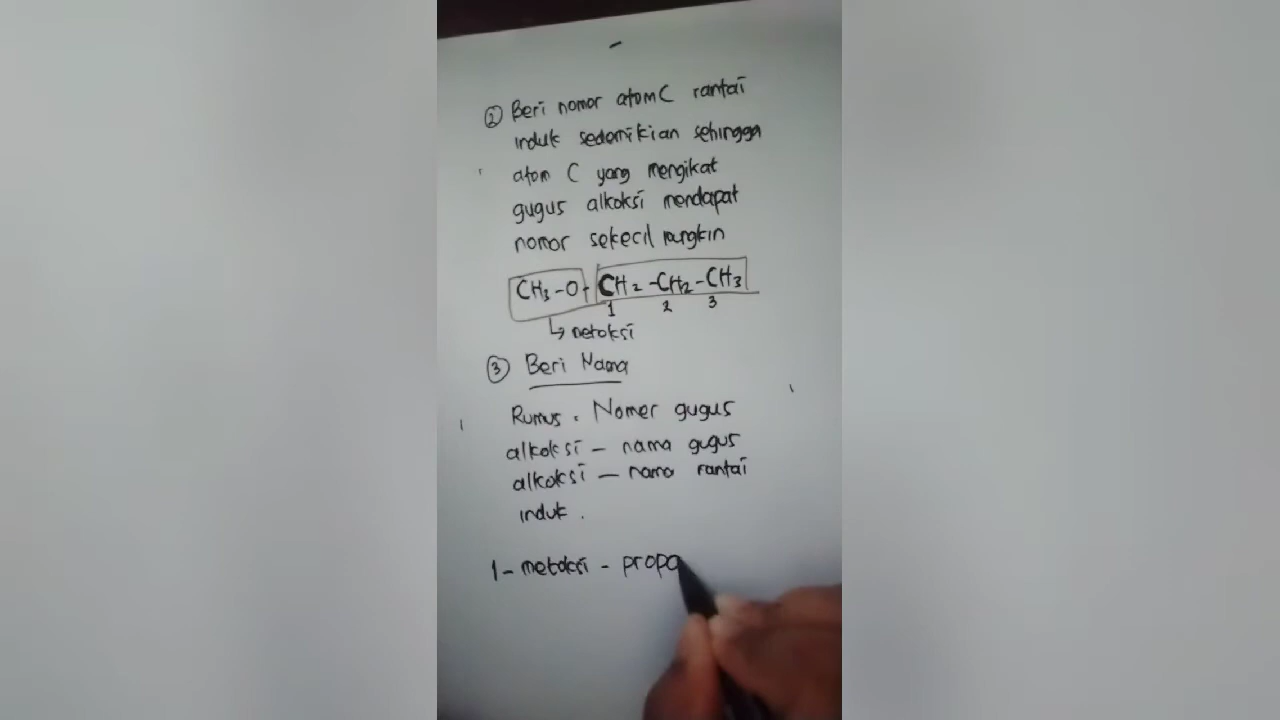 ② Beri nomor atom C rantai
induk sedemikian sehingga
atom C yang mengikat
gugus alkoksi mendapat
nomor sekecil mungkin
CH₃-O-CH₂-CH₂-CH₃
1 2 3
↳ metoksi
③ Beri Nama
Rumus : Nomer gugus
alkoksi – nama gugus
alkoksi – nama rantai
induk.
1 - metoksi - propa